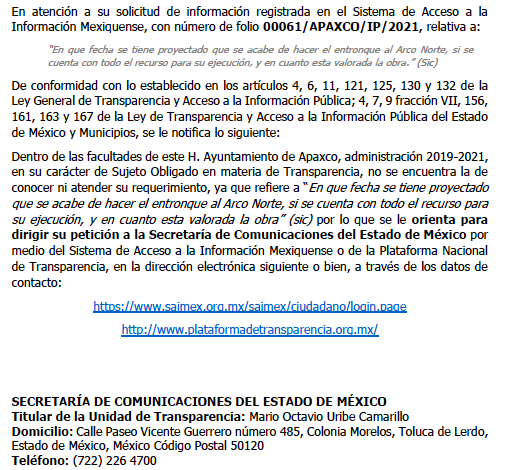 En atención a su solicitud de información registrada en el Sistema de Acceso a la
Información Mexiquense, con número de folio 00061/APAXCO/IP/2021, relativa a:
"En que fecha se tiene proyectado que se acabe de hacer el entronque al Arco Norte, si se
cuenta con todo el recurso para su ejecución, y en cuanto esta valorada la obra." (Sic)
De conformidad con lo establecido en los artículos 4, 6, 11, 121, 125, 130 y 132 de la
Ley General de Transparencia y Acceso a la Información Pública; 4, 7, 9 fracción VII, 156,
161, 163 y 167 de la Ley de Transparencia y Acceso a la Información Pública del Estado
de México y Municipios, se le notifica lo siguiente:
Dentro de las facultades de este H. Ayuntamiento de Apaxco, administración 2019-2021,
en su carácter de Sujeto Obligado en materia de Transparencia, no se encuentra la de
conocer ni atender su requerimiento, ya que refiere a "En que fecha se tiene proyectado
que se acabe de hacer el entronque al Arco Norte, si se cuenta con todo el recurso para
su ejecución, y en cuanto esta valorada la obra" (sic) por lo que se le orienta para
dirigir su petición a la Secretaría de Comunicaciones del Estado de México por
medio del Sistema de Acceso a la Información Mexiquense o de la Plataforma Nacional
de Transparencia, en la dirección electrónica siguiente o bien, a través de los datos de
contacto:
https://www.saimex.org.mx/saimex/ciudadano/login.page
http://www.plataformadetransparencia.org.mx/
SECRETARÍA DE COMUNICACIONES DEL ESTADO DE MÉXICO
Titular de la Unidad de Transparencia: Mario Octavio Uribe Camarillo
Domicilio: Calle Paseo Vicente Guerrero número 485, Colonia Morelos, Toluca de Lerdo,
Estado de México, México Código Postal 50120
Teléfono: (722) 226 4700